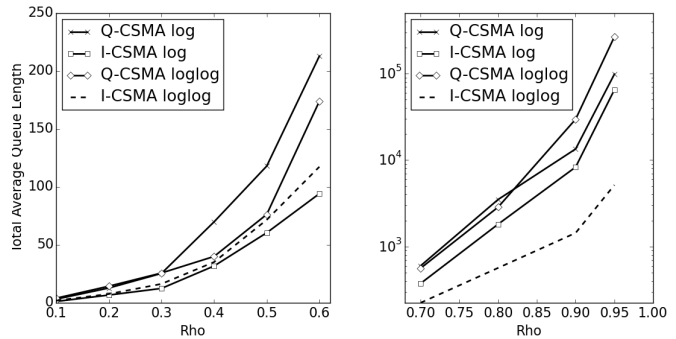 250
200
150
100
50
0
0.1 0.2 0.3 0.4 0.5 0.6
Iotal Average Queue Length
Rho
Q-CSMA log
I-CSMA log
Q-CSMA loglog
I-CSMA loglog
10^5
10^4
10^3
0.70 0.75 0.80 0.85 0.90 0.95 1.00
Rho
Q-CSMA log
I-CSMA log
Q-CSMA loglog
I-CSMA loglog